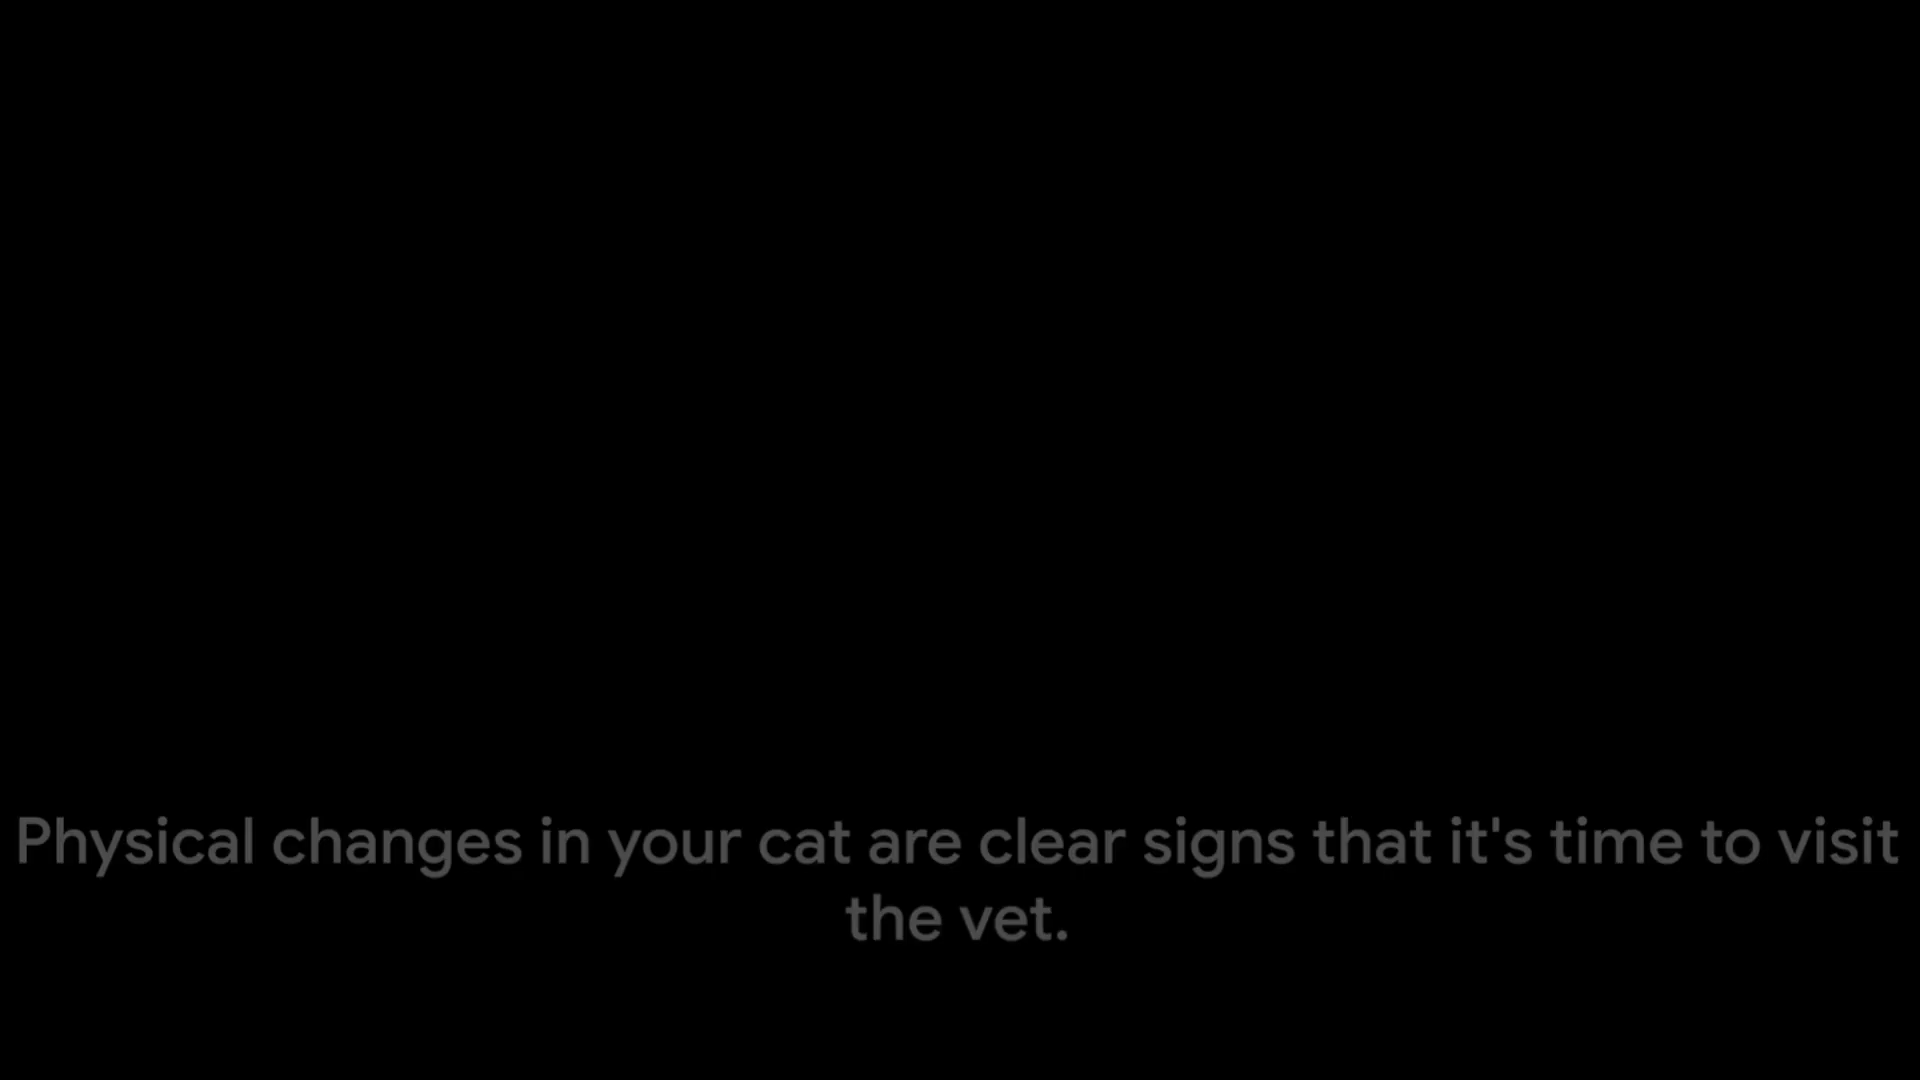 Physical changes in your cat are clear signs that it's time to visit
the vet.